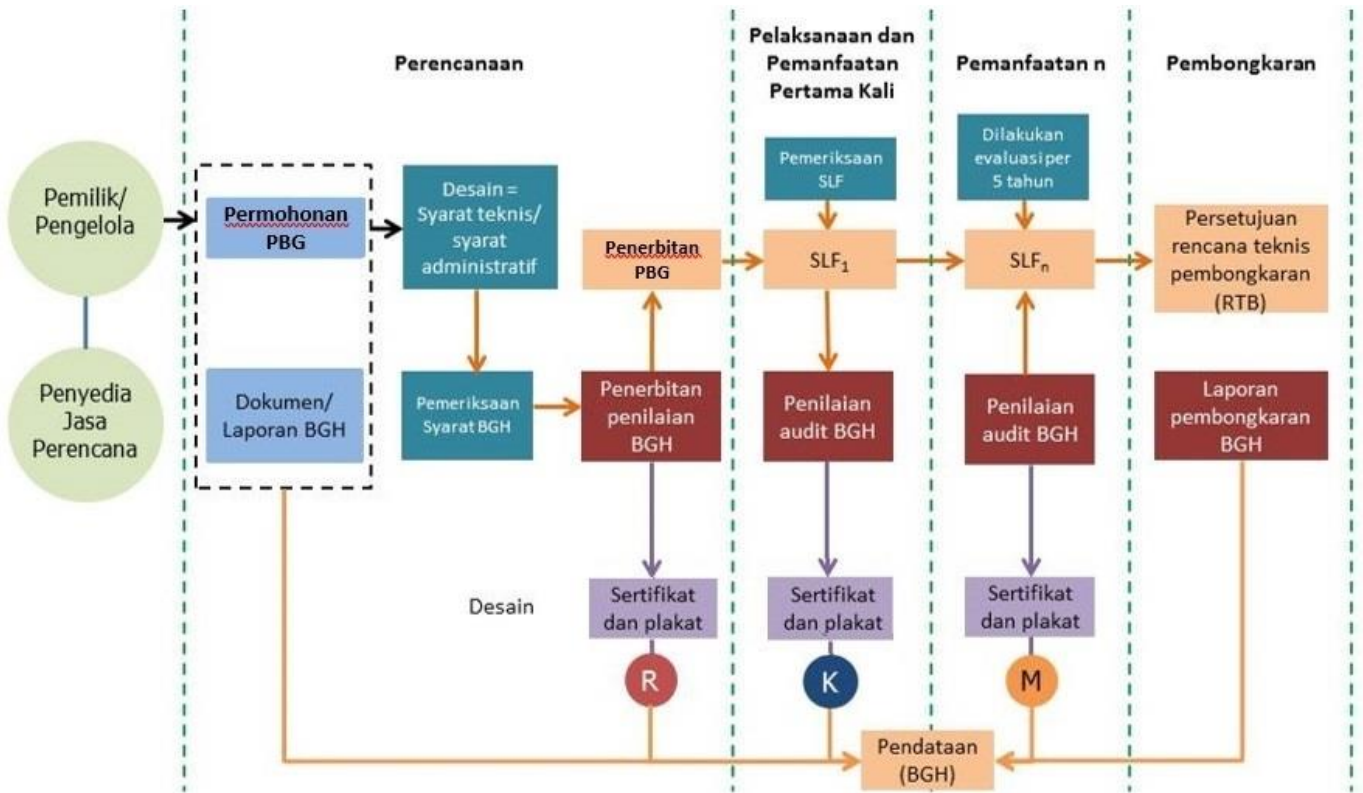 Perencanaan
Pelaksanaan dan
Pemanfaatan
Pertama Kali
Pemanfaatan n
Pembongkaran
Pemilik/
Pengelola
Penyedia
Jasa
Perencana
Permohonan
PBG
Dokumen/
Laporan BGH
Desain =
Syarat teknis/
syarat
administratif
Pemeriksaan
Syarat BGH
Penerbitan
PBG
Penerbitan
penilaian
BGH
Pemeriksaan
SLF
SLF₁
Penilaian
audit BGH
Dilakukan
evaluasi per
5 tahun
SLFₙ
Penilaian
audit BGH
Persetujuan
rencana teknis
pembongkaran
(RTB)
Laporan
pembongkaran
BGH
Desain
Sertifikat
dan plakat
R
Sertifikat
dan plakat
K
Sertifikat
dan plakat
M
Pendataan
(BGH)